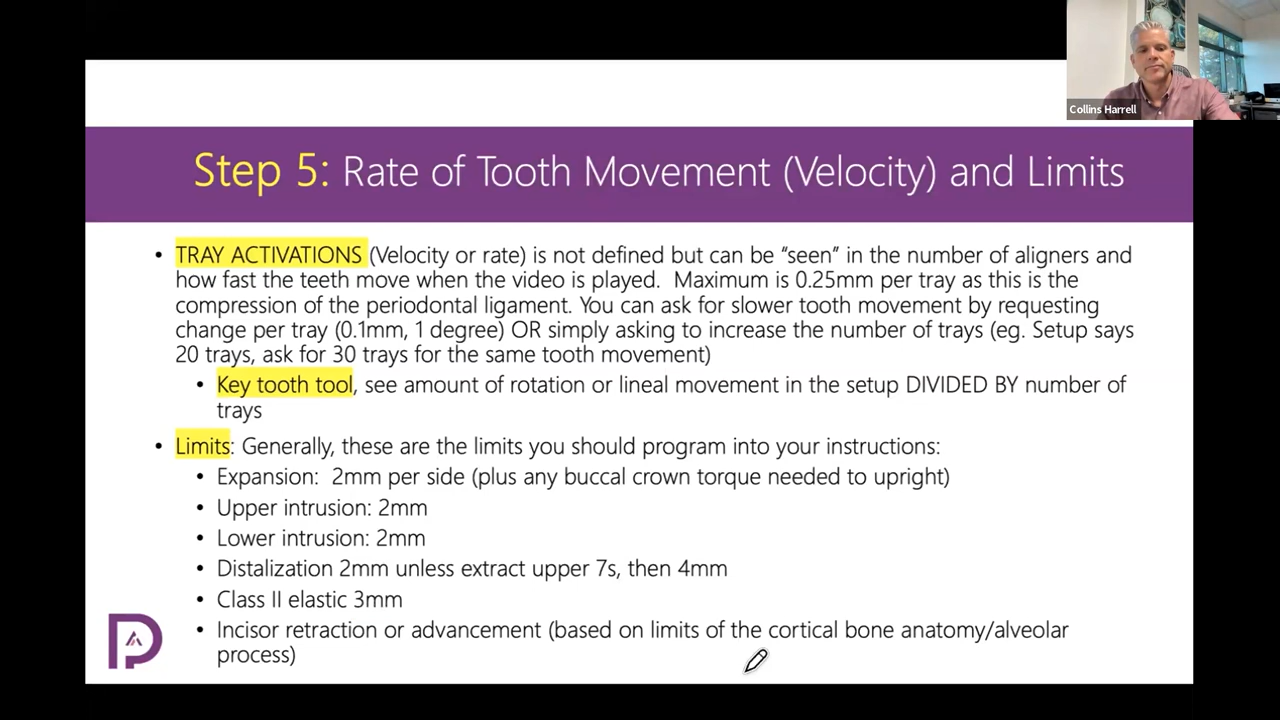 Collins Harrell
Step 5: Rate of Tooth Movement (Velocity) and Limits
• TRAY ACTIVATIONS (Velocity or rate) is not defined but can be “seen” in the number of aligners and
how fast the teeth move when the video is played.  Maximum is 0.25mm per tray as this is the
compression of the periodontal ligament. You can ask for slower tooth movement by requesting
change per tray (0.1mm, 1 degree) OR simply asking to increase the number of trays (eg. Setup says
20 trays, ask for 30 trays for the same tooth movement)
• Key tooth tool, see amount of rotation or lineal movement in the setup DIVIDED BY number of
trays
• Limits: Generally, these are the limits you should program into your instructions:
• Expansion:  2mm per side (plus any buccal crown torque needed to upright)
• Upper intrusion: 2mm
• Lower intrusion: 2mm
• Distalization 2mm unless extract upper 7s, then 4mm
• Class II elastic 3mm
• Incisor retraction or advancement (based on limits of the cortical bone anatomy/alveolar
process)